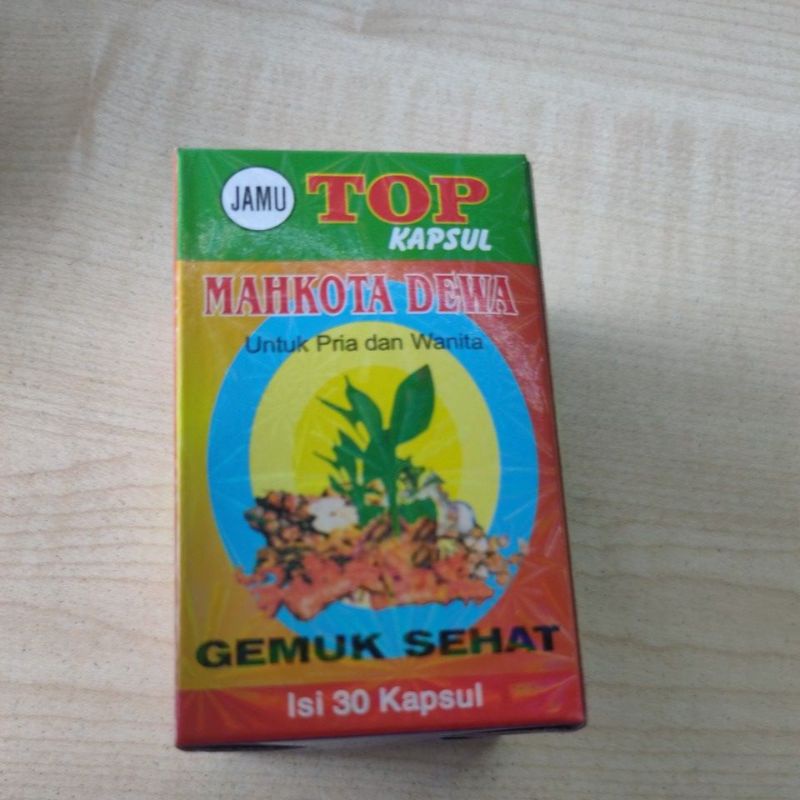 JAMU
TOP
KAPSUL
MAHKOTA DEWA
Untuk Pria dan Wanita
GEMUK SEHAT
Isi 30 Kapsul